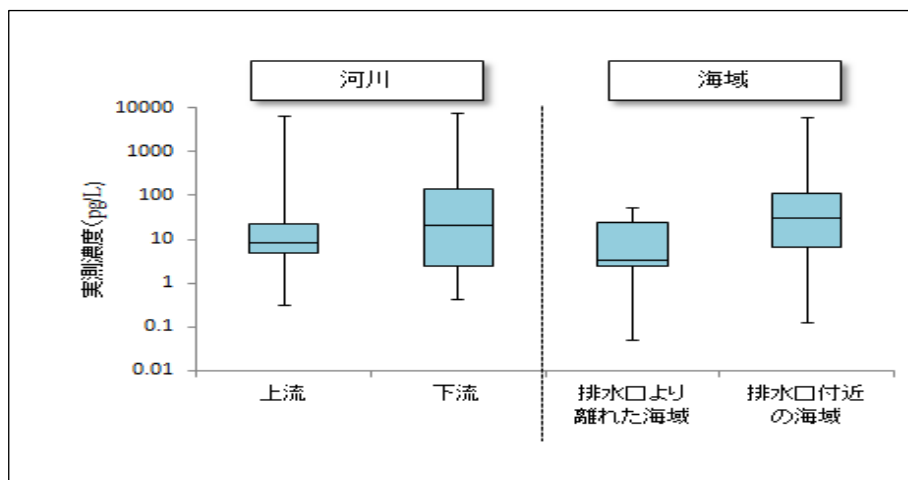 河川
海域
実測濃度(pg/L)
10000
1000
100
10
1
0.1
0.01
上流
下流
排水口より
離れた海域
排水口付近
の海域